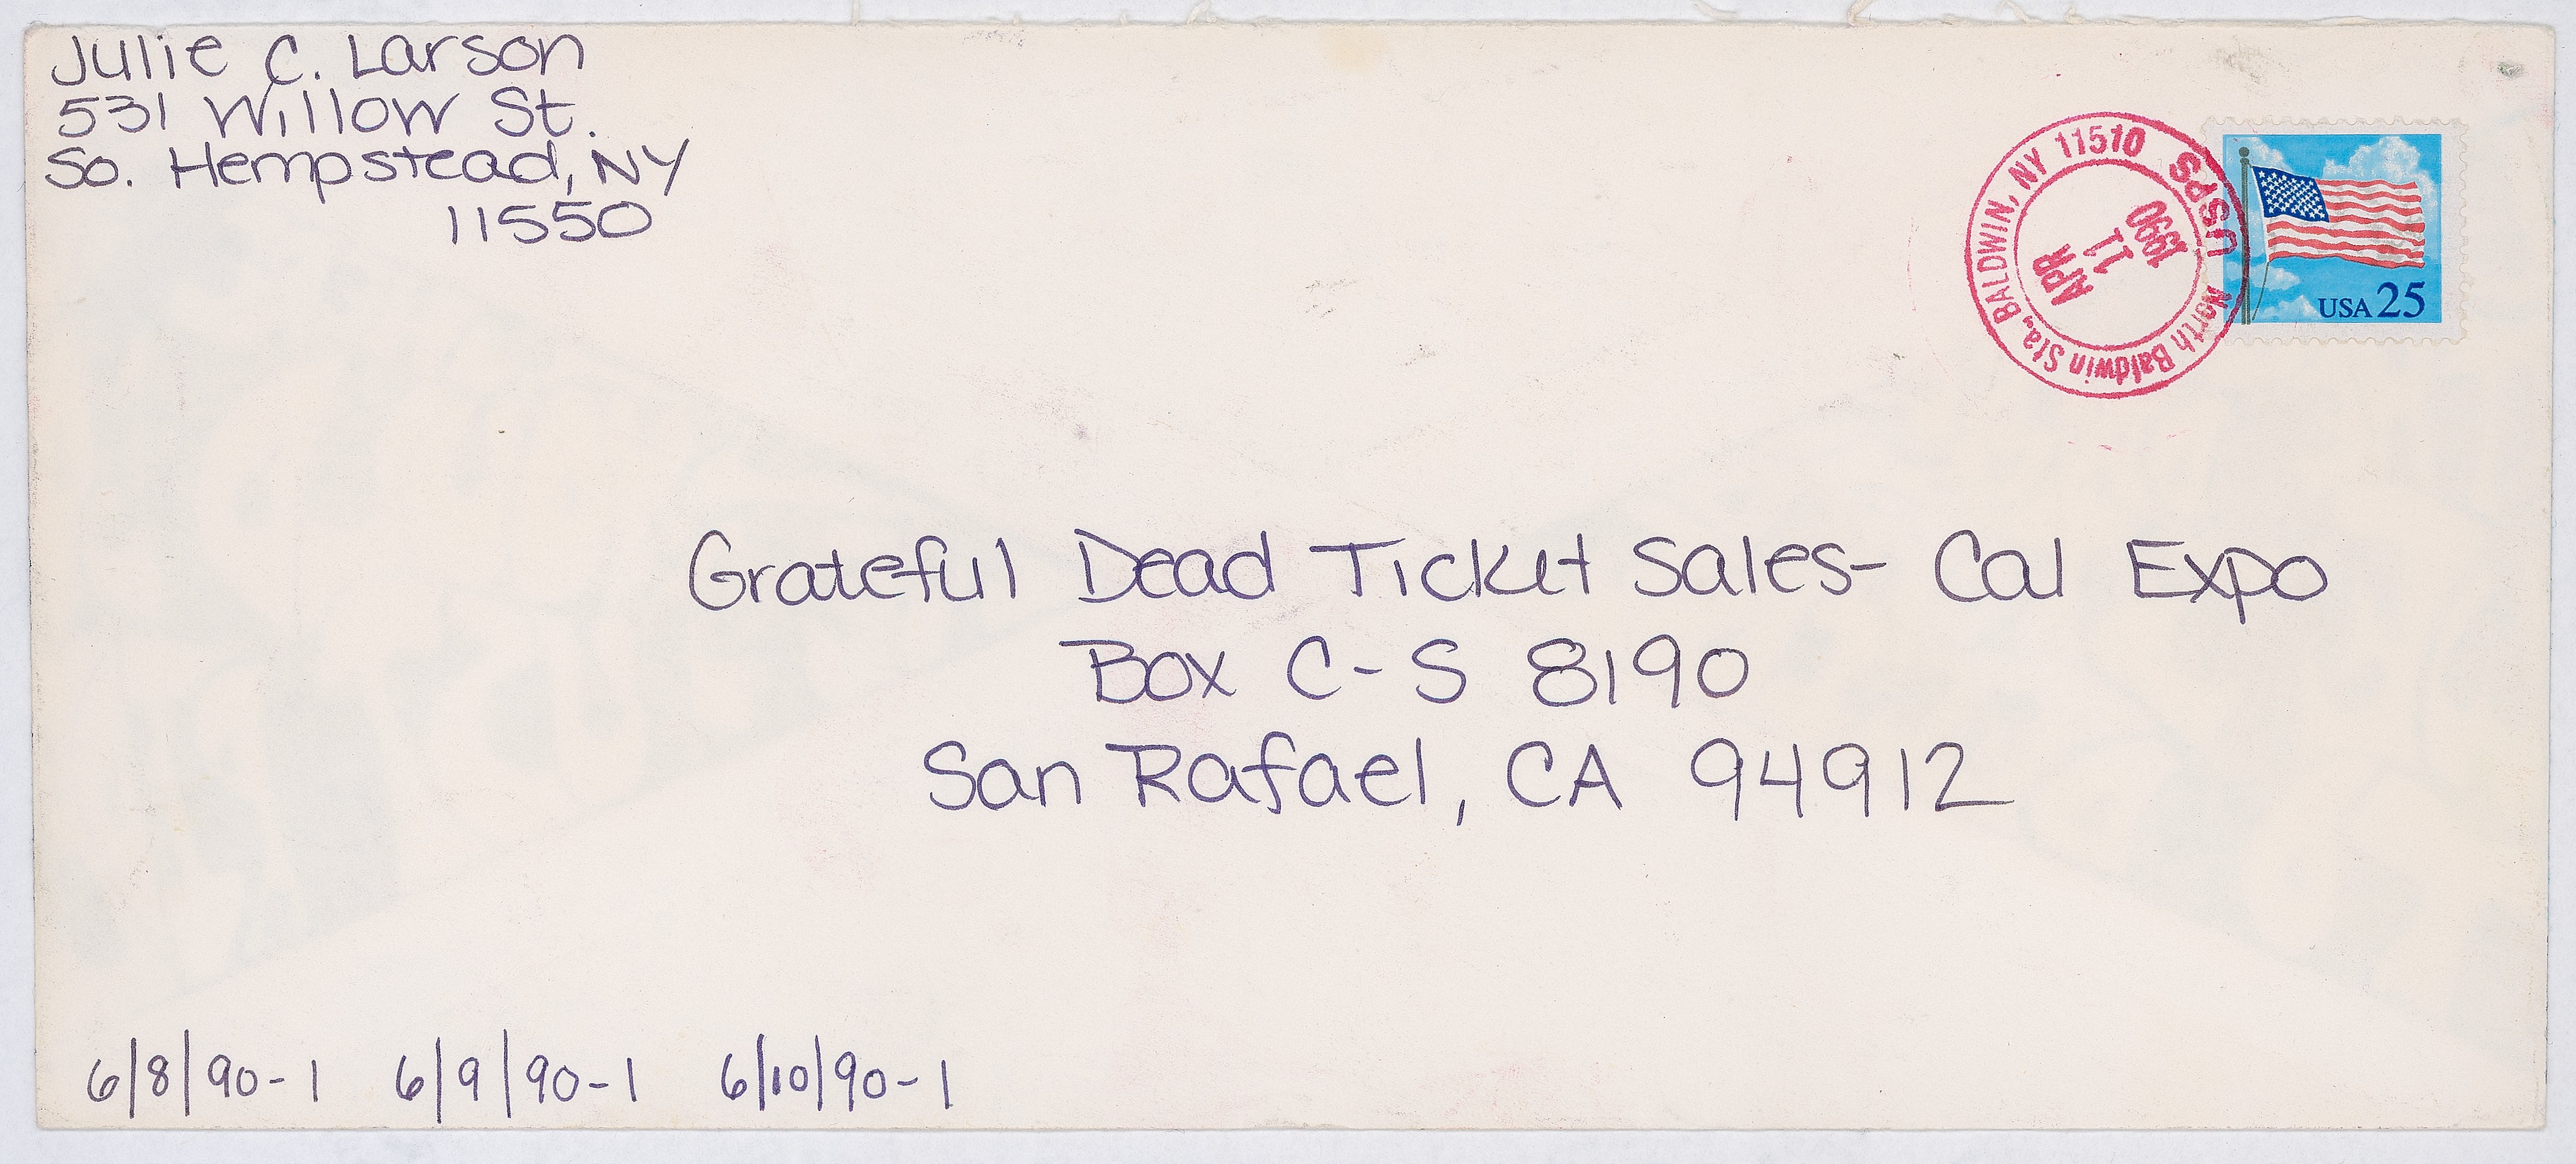 Julie C. Larson
531 Willow St.
So. Hempstead, NY
11550
North Baldwin Sta., BALDWIN, NY 11510 USPS
APR
11
1990
USA 25
Grateful Dead Ticket Sales- Cal Expo
Box C-S 8190
San Rafael, CA 94912
6/8/90-1 6/9/90-1 6/10/90-1